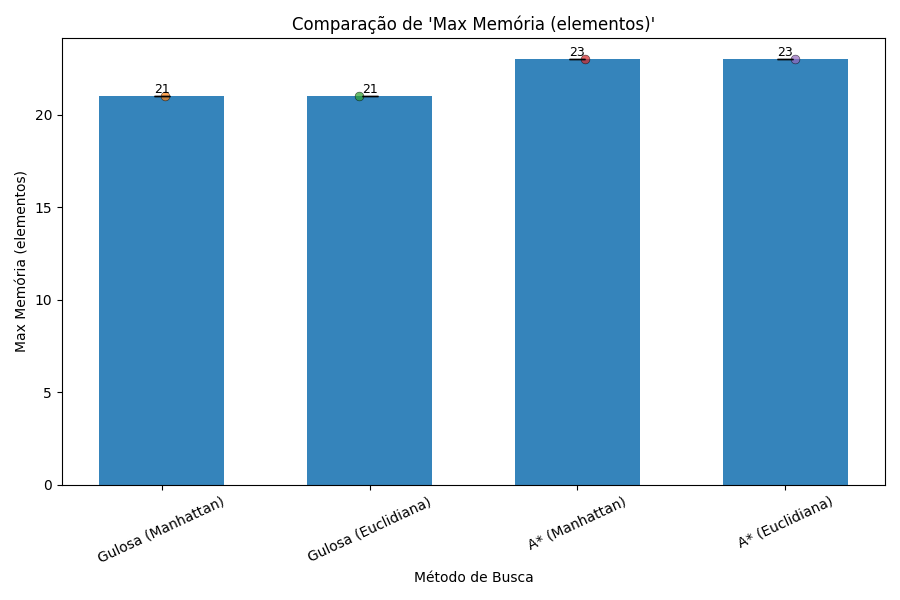 Comparação de 'Max Memória (elementos)'
Max Memória (elementos)
20
15
10
5
0
21
21
23
23
Gulosa (Manhattan)
Gulosa (Euclidiana)
A* (Manhattan)
A* (Euclidiana)
Método de Busca